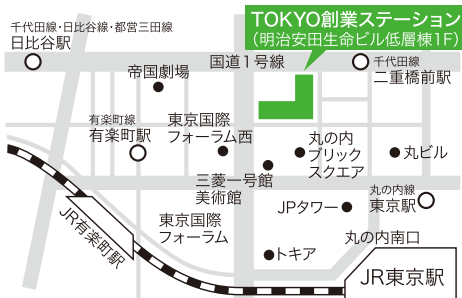 TOKYO創業ステーション
（明治安田生命ビル低層棟1F）
千代田線・日比谷線・都営三田線
日比谷駅
国道1号線
千代田線
二重橋前駅
帝国劇場
有楽町線
有楽町駅
東京国際
フォーラム西
丸の内
ブリック
スクエア
丸ビル
三菱一号館
美術館
丸の内線
東京駅
JPタワー
東京国際
フォーラム
JR有楽町駅
丸の内南口
トキア
JR東京駅